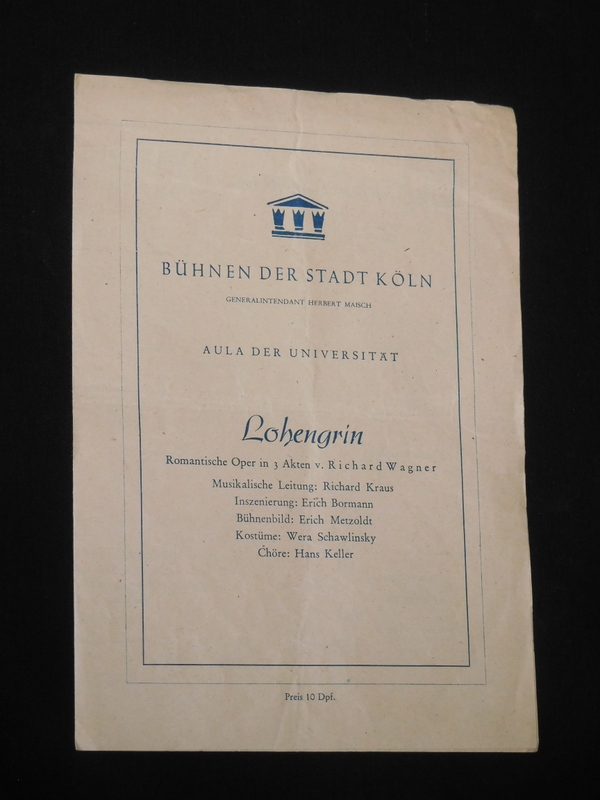 BÜHNEN DER STADT KÖLN
GENERALINTENDANT HERBERT MAISCH
AULA DER UNIVERSITÄT
Lohengrin
Romantische Oper in 3 Akten v. Richard Wagner
Musikalische Leitung: Richard Kraus
Inszenierung: Erich Bormann
Bühnenbild: Erich Metzoldt
Kostüme: Wera Schawlinsky
Chöre: Hans Keller
Preis 10 Dpf.